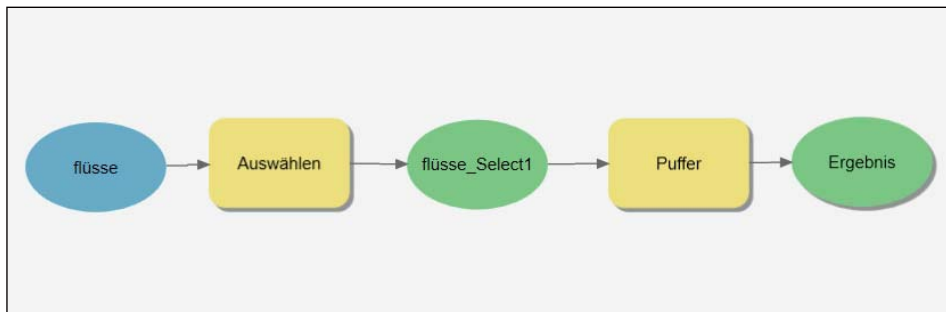 flüsse
Auswählen
flüsse_Select1
Puffer
Ergebnis